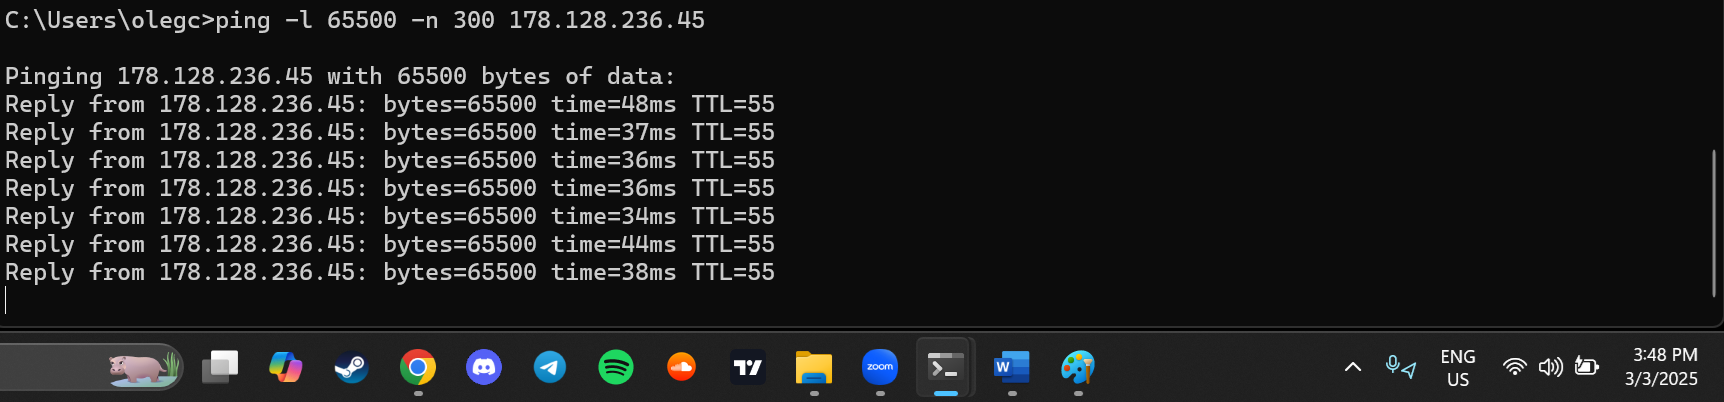 C:\Users\olegc>ping -l 65500 -n 300 178.128.236.45
Pinging 178.128.236.45 with 65500 bytes of data:
Reply from 178.128.236.45: bytes=65500 time=48ms TTL=55
Reply from 178.128.236.45: bytes=65500 time=37ms TTL=55
Reply from 178.128.236.45: bytes=65500 time=36ms TTL=55
Reply from 178.128.236.45: bytes=65500 time=36ms TTL=55
Reply from 178.128.236.45: bytes=65500 time=34ms TTL=55
Reply from 178.128.236.45: bytes=65500 time=44ms TTL=55
Reply from 178.128.236.45: bytes=65500 time=38ms TTL=55
zoom
W
ENG
US
3:48 PM
3/3/2025